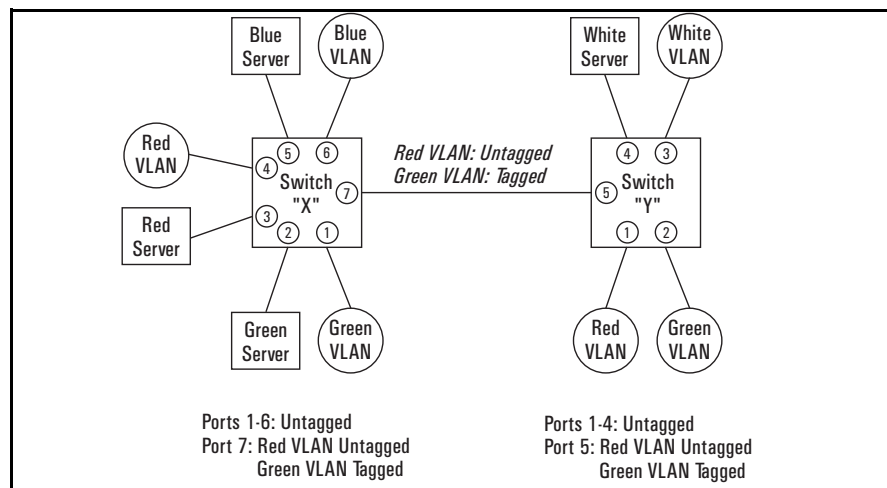 Blue
Server
Blue
VLAN
White
Server
White
VLAN
Red
VLAN
5
6
4
Switch
"X"
7
3
2
1
Red VLAN: Untagged
Green VLAN: Tagged
4
3
5
Switch
"Y"
1
2
Red
Server
Green
Server
Green
VLAN
Red
VLAN
Green
VLAN
Ports 1-6: Untagged
Port 7: Red VLAN Untagged
Green VLAN Tagged
Ports 1-4: Untagged
Port 5: Red VLAN Untagged
Green VLAN Tagged